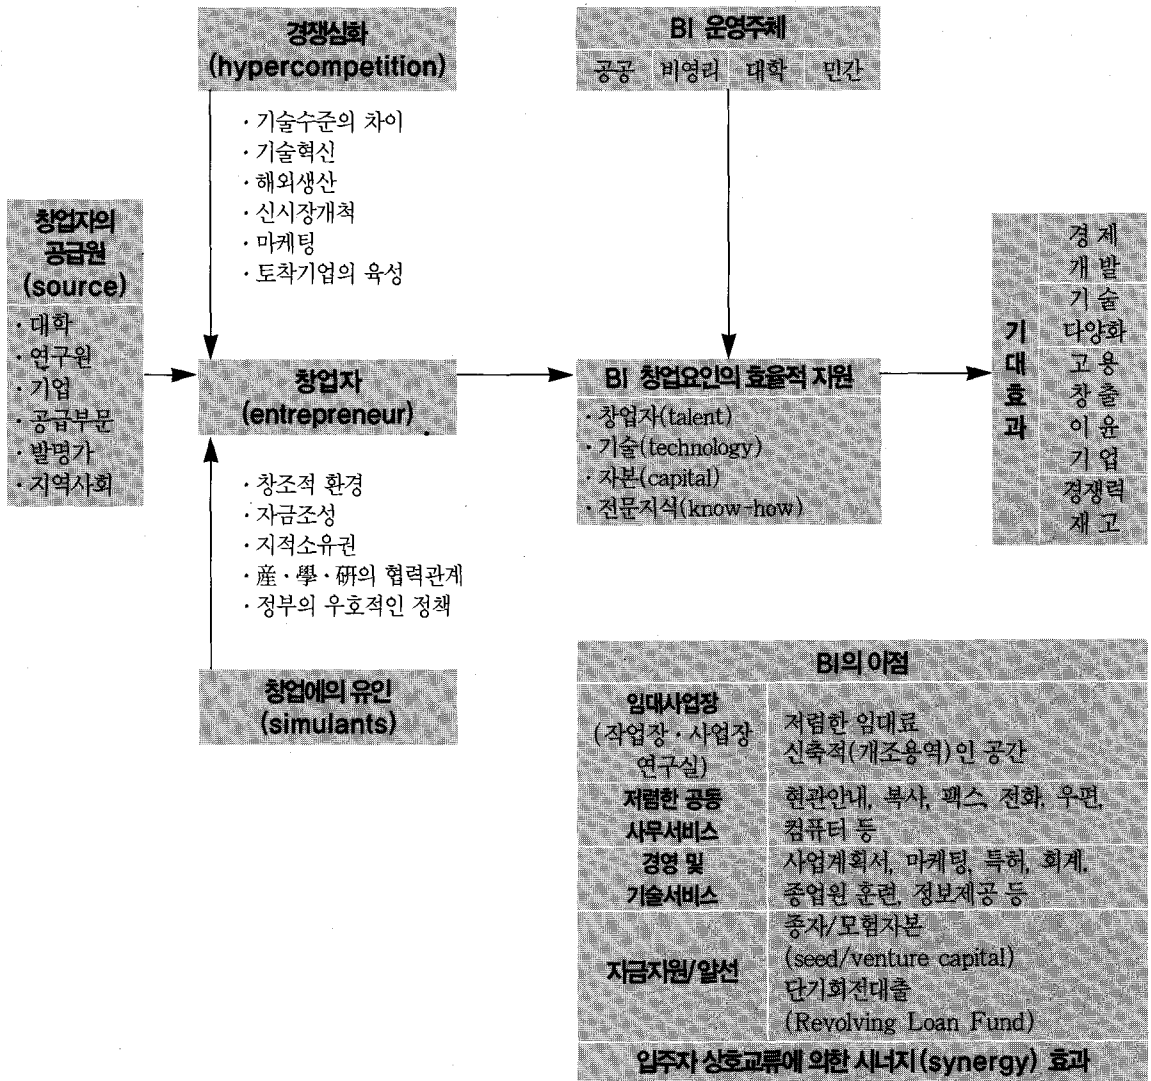 경쟁심화
(hypercompetition)
· 기술수준의 차이
· 기술혁신
· 해외생산
· 신시장개척
· 마케팅
· 토착기업의 육성
BI 운영주체
공공 비영리 대학 민간
창업자의
공급원
(source)
· 대학
· 연구원
· 기업
· 공급부문
· 발명가
· 지역사회
창업자
(entrepreneur)
· 창조적 환경
· 자금조성
· 지적소유권
· 産·學·硏의 협력관계
· 정부의 우호적인 정책
창업에의 유인
(simulants)
BI 창업요인의 효율적 지원
· 창업자(talent)
· 기술(technology)
· 자본(capital)
· 전문지식(know-how)
기
대
효
과
경 제
개 발
기 술
다양화
고 용
창 출
이 윤
기 업
경쟁력
재 고
BI의 이점
임대사업장
(작업장·사업장
연구실)
저렴한 임대료
신축적(개조용역)인 공간
저렴한 공동
사무서비스
현관안내, 복사, 팩스, 전화, 우편,
컴퓨터 등
경영 및
기술서비스
사업계획서, 마케팅, 특허, 회계,
종업원 훈련, 정보제공 등
자금지원/알선
종자/모험자본
(seed/venture capital)
단기회전대출
(Revolving Loan Fund)
입주자 상호교류에 의한 시너지(synergy) 효과